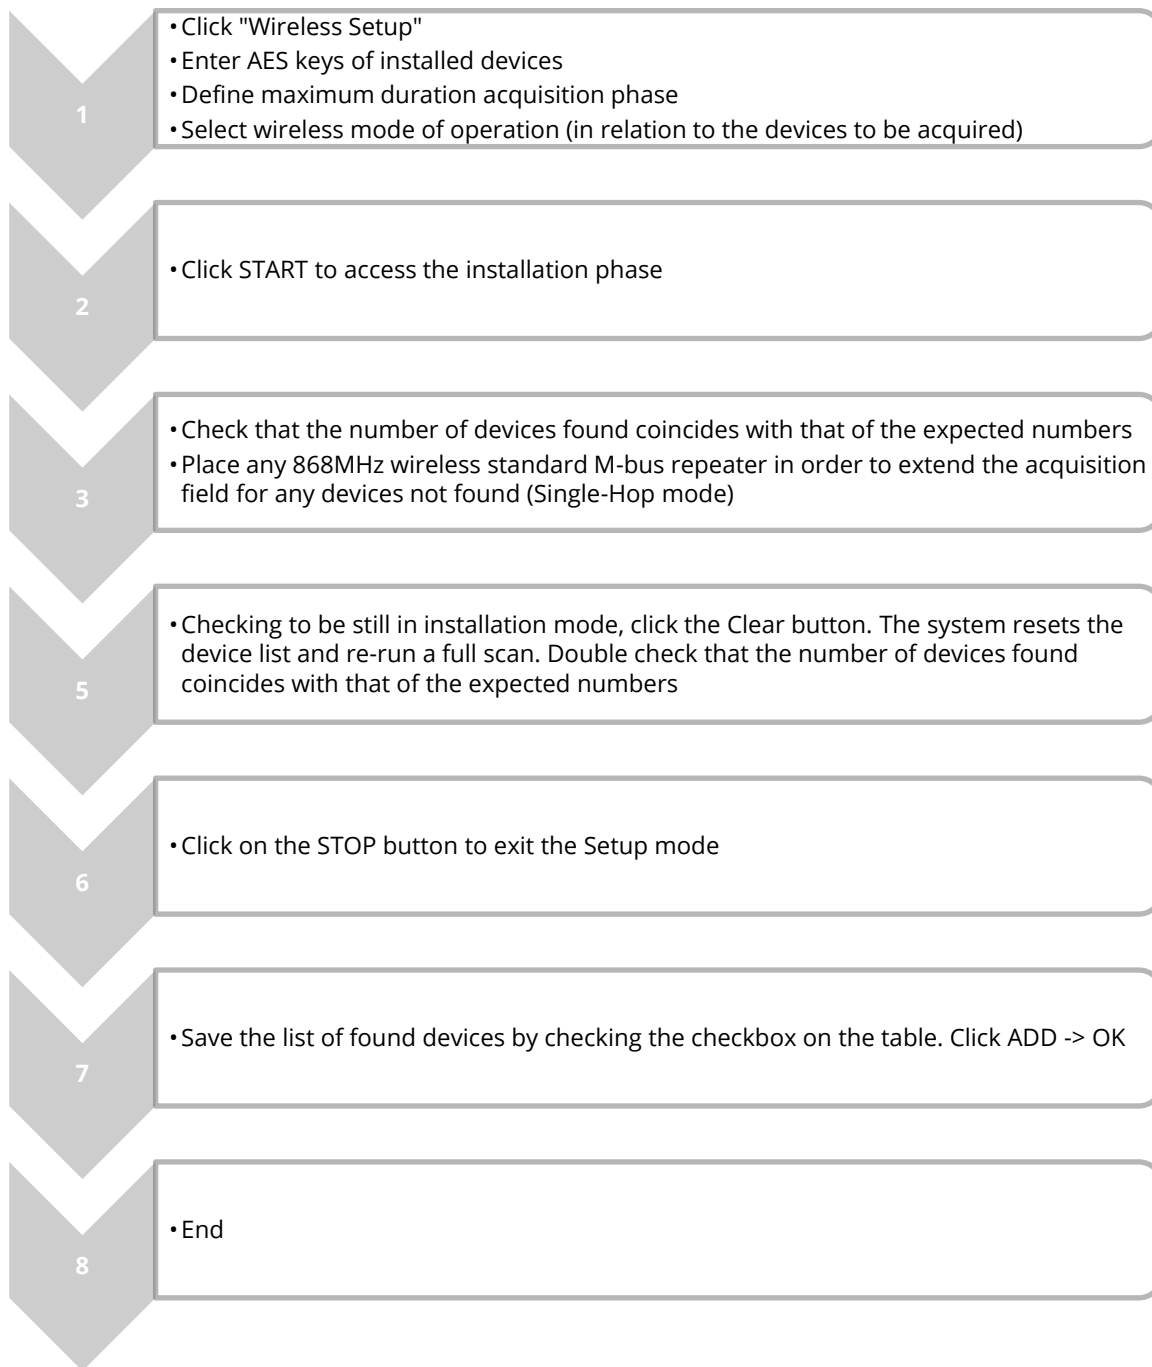 • Click "Wireless Setup"
• Enter AES keys of installed devices
• Define maximum duration acquisition phase
• Select wireless mode of operation (in relation to the devices to be acquired)
1
• Click START to access the installation phase
2
• Check that the number of devices found coincides with that of the expected numbers
• Place any 868MHz wireless standard M-bus repeater in order to extend the acquisition
field for any devices not found (Single-Hop mode)
3
• Checking to be still in installation mode, click the Clear button. The system resets the
device list and re-run a full scan. Double check that the number of devices found
coincides with that of the expected numbers
5
• Click on the STOP button to exit the Setup mode
6
• Save the list of found devices by checking the checkbox on the table. Click ADD -> OK
7
• End
8